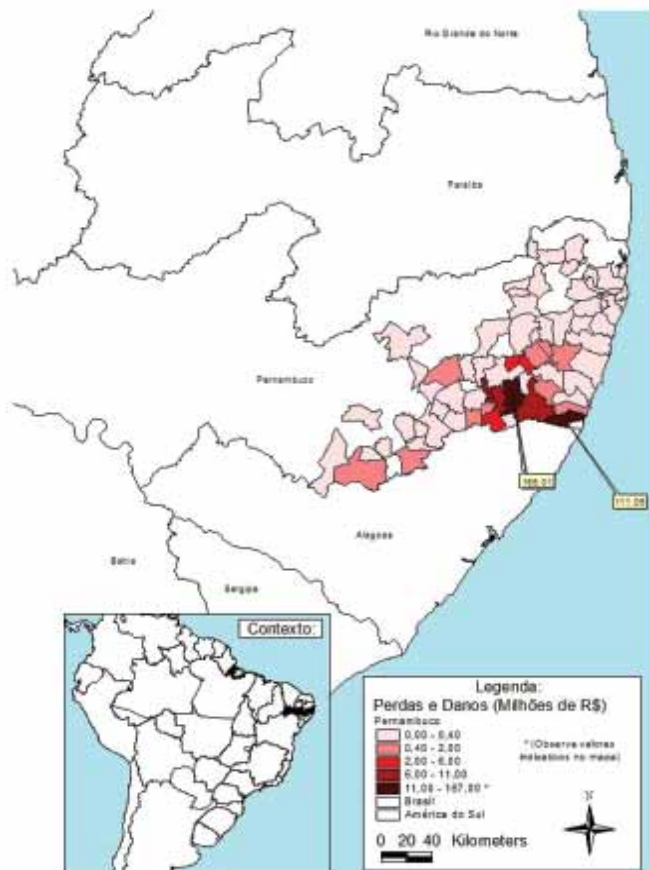 Rio Grande do Norte
Paraíba
Pernambuco
Alagoas
Bahia
Sergipe
111,05
Contexto:
Legenda:
Perdas e Danos (Milhões de R$)
Pernambuco
0,00 - 0,40
0,40 - 2,00
2,00 - 6,00
6,00 - 11,00
11,00 - 167,00 *
* (Observe valores
indicados no mapa)
Brasil
América do Sul
N
0 20 40 Kilometers